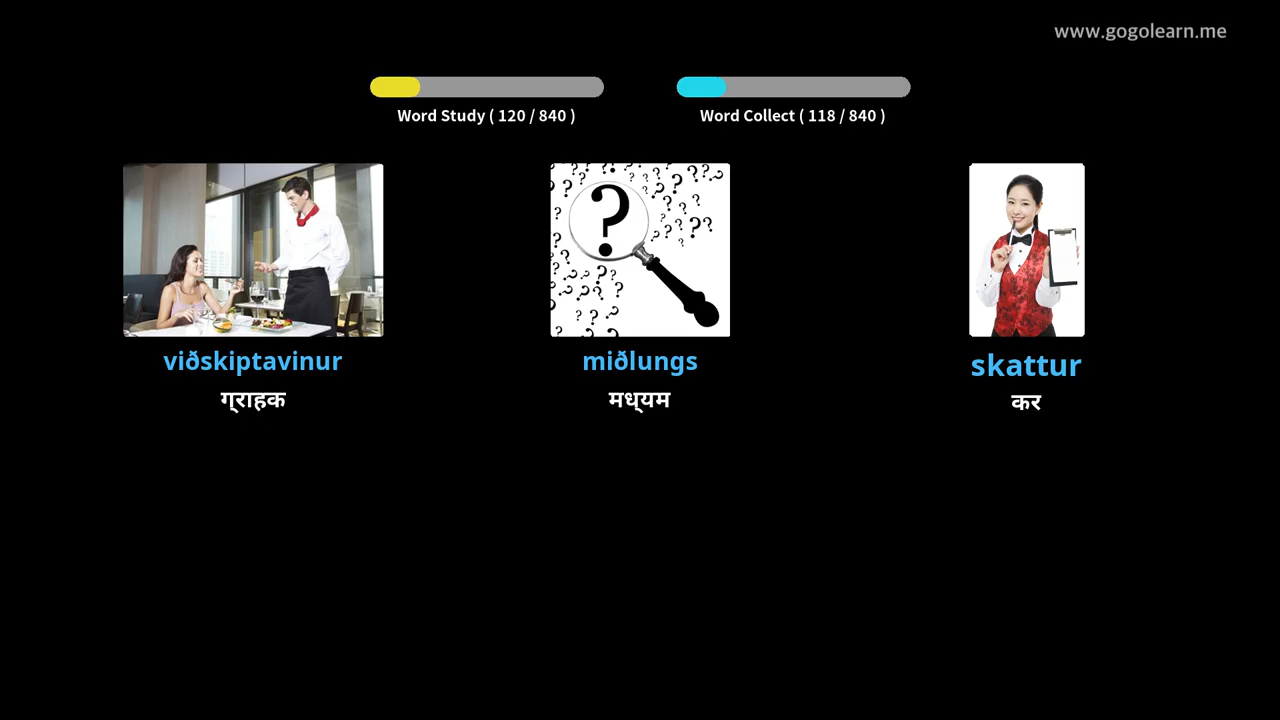 www.gogolearn.me
Word Study ( 120 / 840 )
Word Collect ( 118 / 840 )
viðskiptavinur
ग्राहक
miðlungs
मध्यम
skattur
कर